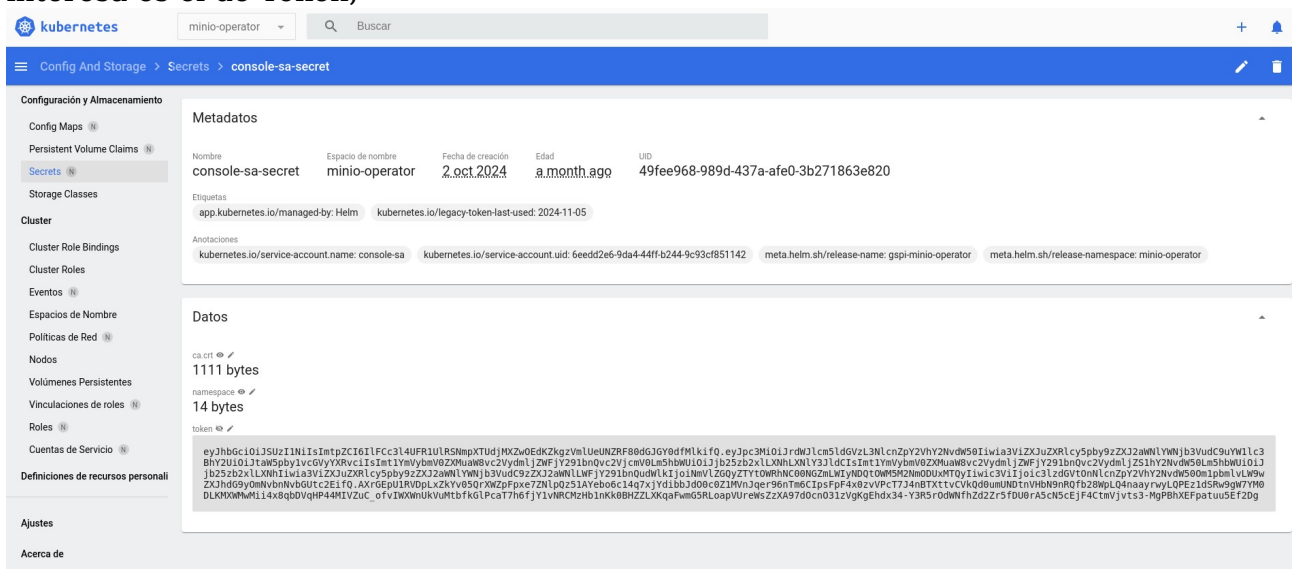 interesa es el de Token,
kubernetes
minio-operator
Buscar
Config And Storage > Secrets > console-sa-secret
Configuración y Almacenamiento
Config Maps N
Persistent Volume Claims N
Secrets N
Storage Classes
Cluster
Cluster Role Bindings
Cluster Roles
Eventos N
Espacios de Nombre
Políticas de Red N
Nodos
Volúmenes Persistentes
Vinculaciones de roles N
Roles N
Cuentas de Servicio N
Definiciones de recursos personali
Ajustes
Acerca de
Metadatos
Nombre
console-sa-secret
Espacio de nombre
minio-operator
Fecha de creación
2 oct 2024
Edad
a month ago
UID
49fee968-989d-437a-afe0-3b271863e820
Etiquetas
app.kubernetes.io/managed-by: Helm kubernetes.io/legacy-token-last-used: 2024-11-05
Anotaciones
kubernetes.io/service-account.name: console-sa kubernetes.io/service-account.uid: 6eedd2e6-9da4-44ff-b244-9c93cf851142 meta.helm.sh/release-name: gspi-minio-operator meta.helm.sh/release-namespace: minio-operator
Datos
ca.crt
1111 bytes
namespace
14 bytes
token